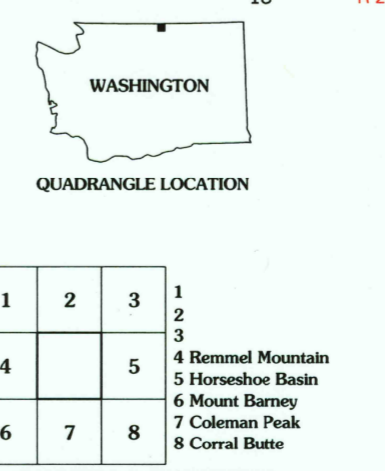 WASHINGTON
QUADRANGLE LOCATION
1 2 3
4 5
6 7 8
1
2
3
4 Remmel Mountain
5 Horseshoe Basin
6 Mount Barney
7 Coleman Peak
8 Corral Butte